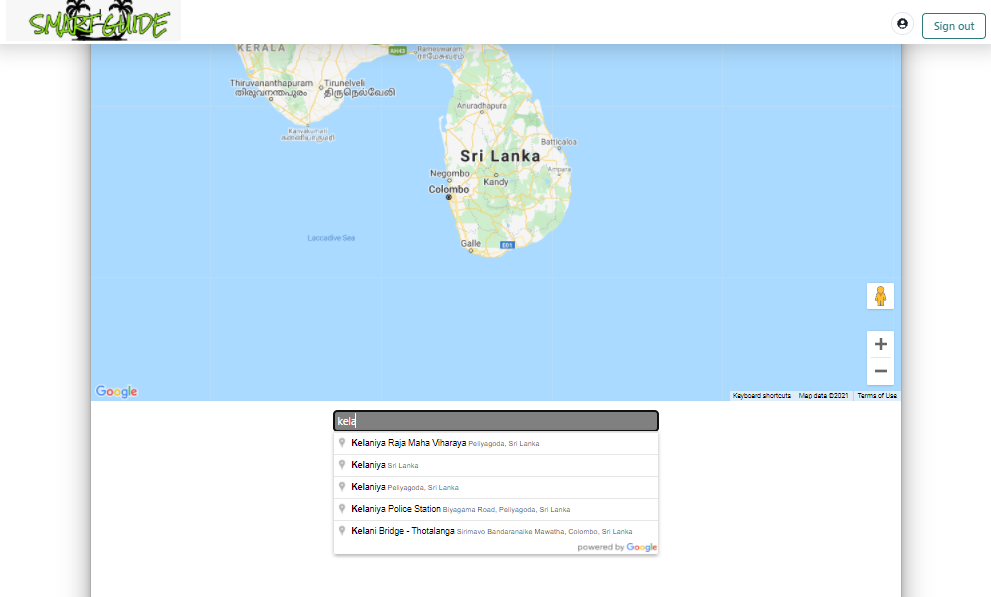 SMART GUIDE
Sign out
KERALA
AH43
Rameswaram
ராமேஸ்வரம்
Thiruvananthapuram
തിരുവനന്തപുരം
Tirunelveli
திருநெல்வேலி
Kanyakumari
கன்னியாகுமரி
Anuradhapura
Batticaloa
Sri Lanka
Ampara
Negombo
Kandy
Colombo
Laccadive Sea
Galle
E01
Google
Keyboard shortcuts Map data ©2021 Terms of Use
kela
Kelaniya Raja Maha Viharaya Peliyagoda, Sri Lanka
Kelaniya Sri Lanka
Kelaniya Peliyagoda, Sri Lanka
Kelaniya Police Station Biyagama Road, Peliyagoda, Sri Lanka
Kelani Bridge - Thotalanga Sirimavo Bandaranaike Mawatha, Colombo, Sri Lanka
powered by Google